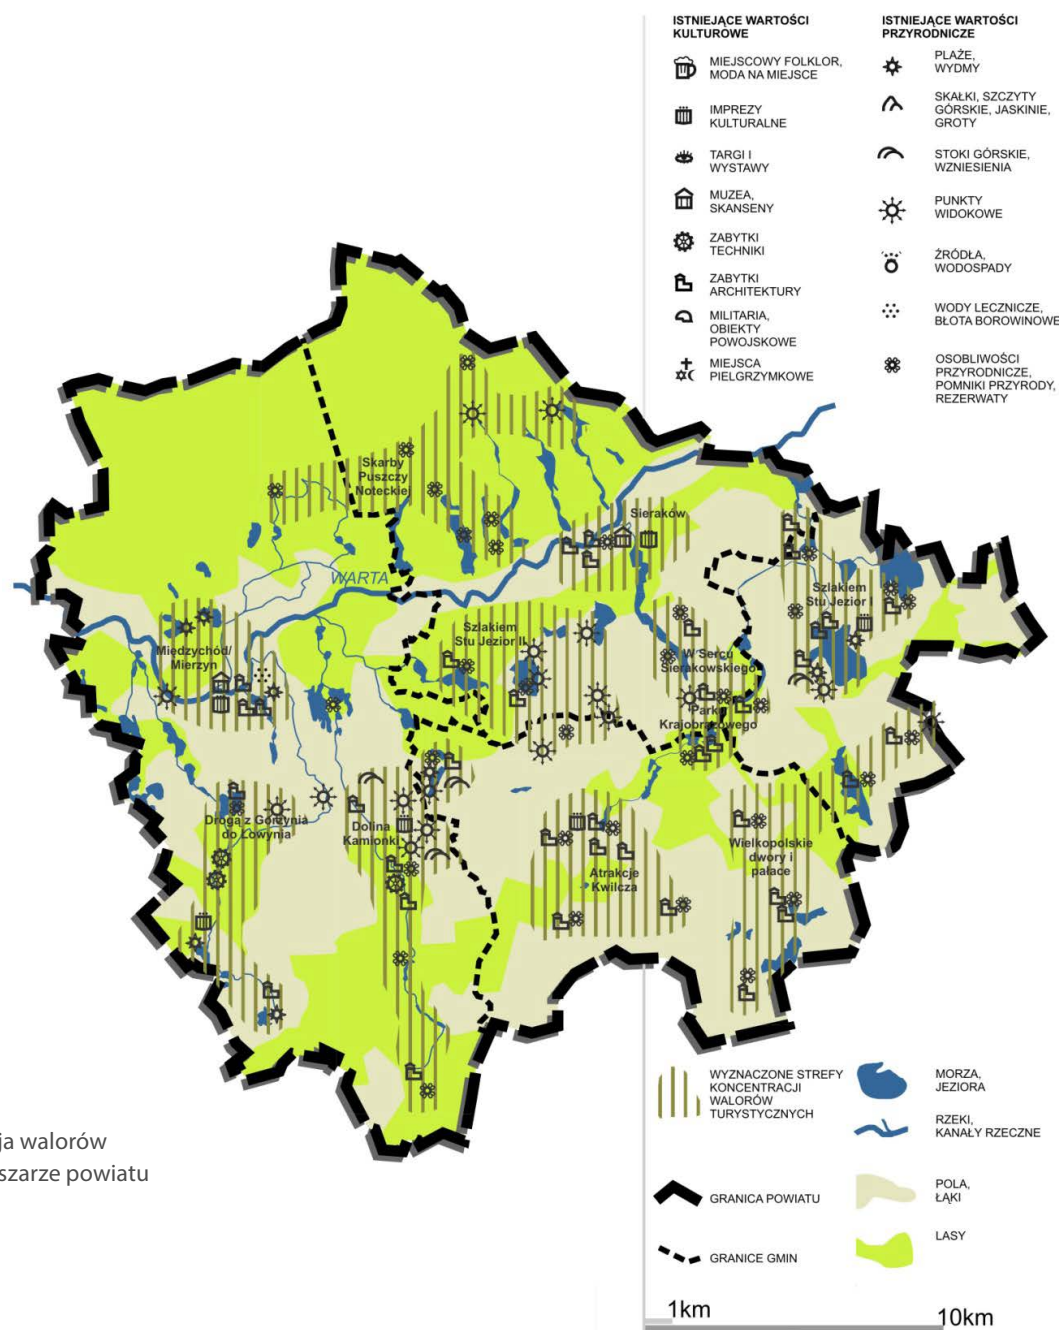 ISTNIEJĄCE WARTOŚCI
KULTUROWE
MIEJSCOWY FOLKLOR,
MODA NA MIEJSCE
IMPREZY
KULTURALNE
TARGI I
WYSTAWY
MUZEA,
SKANSENY
ZABYTKI
TECHNIKI
ZABYTKI
ARCHITEKTURY
MILITARIA,
OBIEKTY
POWOJSKOWE
MIEJSCA
PIELGRZYMKOWE
ISTNIEJĄCE WARTOŚCI
PRZYRODNICZE
PLAŻE,
WYDMY
SKAŁKI, SZCZYTY
GÓRSKIE, JASKINIE,
GROTY
STOKI GÓRSKIE,
WZNIESIENIA
PUNKTY
WIDOKOWE
ŹRÓDŁA,
WODOSPADY
WODY LECZNICZE,
BŁOTA BOROWINOWE
OSOBLIWOŚCI
PRZYRODNICZE,
POMNIKI PRZYRODY,
REZERWATY
Skarby
Puszczy
Noteckiej
Sieraków
WARTA
Szlakiem
Stu Jezior I
Szlakiem
Stu Jezior II
Międzychód/
Mierzyn
W Sercu
Sierakowskiego
Parku
Krajobrazowego
Drogą z Gorzynia
do Łowynia
Dolina
Kamionki
Wielkopolskie
dwory i
pałace
Atrakcje
Kwilcza
WYZNACZONE STREFY
KONCENTRACJI
WALORÓW
TURYSTYCZNYCH
MORZA,
JEZIORA
RZEKI,
KANAŁY RZECZNE
GRANICA POWIATU
POLA,
ŁĄKI
GRANICE GMIN
LASY
ja walorów
szarze powiatu
1km
10km